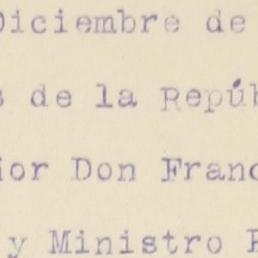 Diciembre de
s de la Repúb
ior Don Franc
y Ministro P